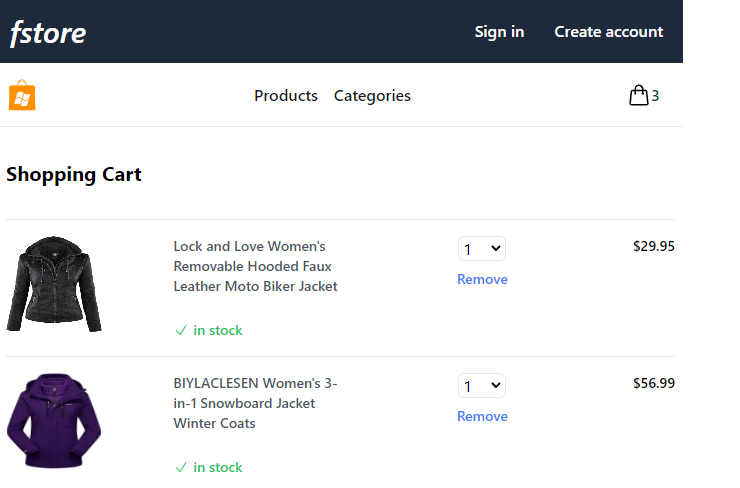 fstore
Sign in Create account
Products Categories
3
Shopping Cart
Lock and Love Women's
Removable Hooded Faux
Leather Moto Biker Jacket
in stock
1
Remove
$29.95
BIYLACLESEN Women's 3-
in-1 Snowboard Jacket
Winter Coats
in stock
1
Remove
$56.99